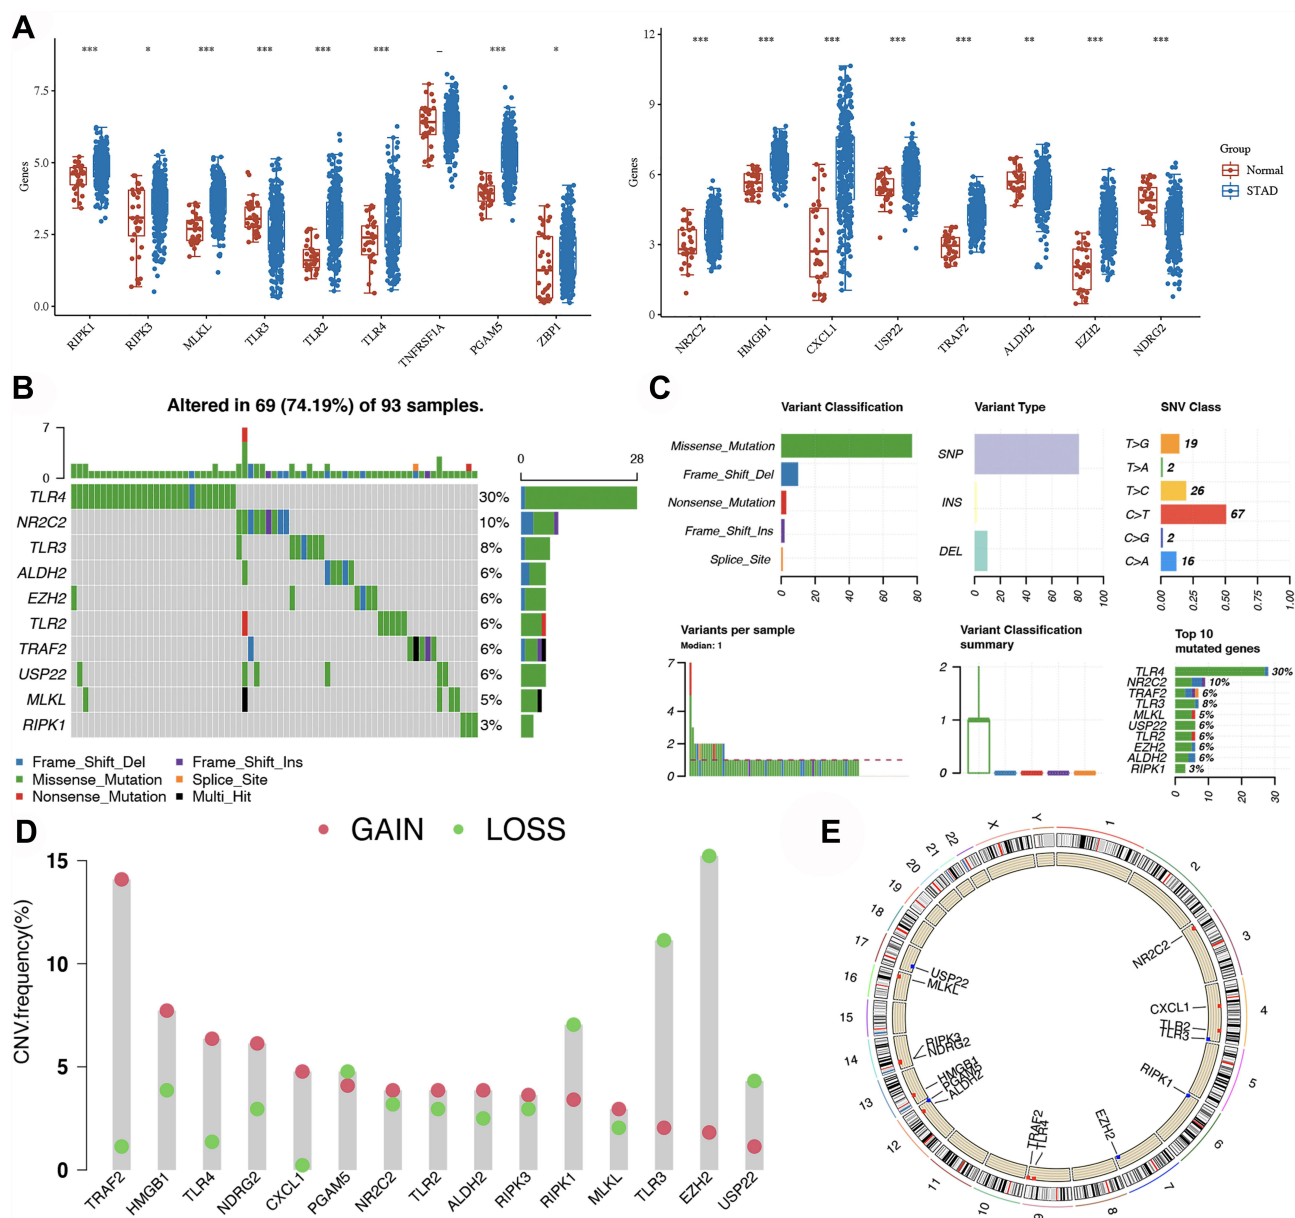 A
*** * *** *** *** *** – *** *
Genes
7.5
5.0
2.5
0.0
RIPK1 RIPK3 MLKL TLR3 TLR2 TLR4 TNFRSF1A PGAM5 ZBP1
*** *** *** *** *** ** *** ***
Genes
12
9
6
3
0
NR2C2 HMGB1 CXCL1 USP22 TRAF2 ALDH2 EZH2 NDRG2
Group
Normal
STAD
B
Altered in 69 (74.19%) of 93 samples.
7
0
0 28
TLR4 30%
NR2C2 10%
TLR3 8%
ALDH2 6%
EZH2 6%
TLR2 6%
TRAF2 6%
USP22 6%
MLKL 5%
RIPK1 3%
Frame_Shift_Del Frame_Shift_Ins
Missense_Mutation Splice_Site
Nonsense_Mutation Multi_Hit
C
Variant Classification
Missense_Mutation
Frame_Shift_Del
Nonsense_Mutation
Frame_Shift_Ins
Splice_Site
0 20 40 60 80
Variant Type
SNP
INS
DEL
0 20 40 60 80 100
SNV Class
T>G 19
T>A 2
T>C 26
C>T 67
C>G 2
C>A 16
0.00 0.25 0.50 0.75 1.00
Variants per sample
Median: 1
7
4
2
0
Variant Classification
summary
2
1
0
Top 10
mutated genes
TLR4 30%
NR2C2 10%
TRAF2 6%
TLR3 8%
MLKL 5%
USP22 6%
TLR2 6%
EZH2 6%
ALDH2 6%
RIPK1 3%
0 10 20 30
D
GAIN LOSS
CNV.frequency(%)
15
10
5
0
TRAF2 HMGB1 TLR4 NDRG2 CXCL1 PGAM5 NR2C2 TLR2 ALDH2 RIPK3 RIPK1 MLKL TLR3 EZH2 USP22
E
1
2
3
4
5
6
7
8
9
10
11
12
13
14
15
16
17
18
19
20
21
22
X
Y
NR2C2
CXCL1
TLR2
TLR3
RIPK1
EZH2
TLR4
TRAF2
ALDH2
PGAM5
HMGB1
NDRG2
RIPK3
MLKL
USP22